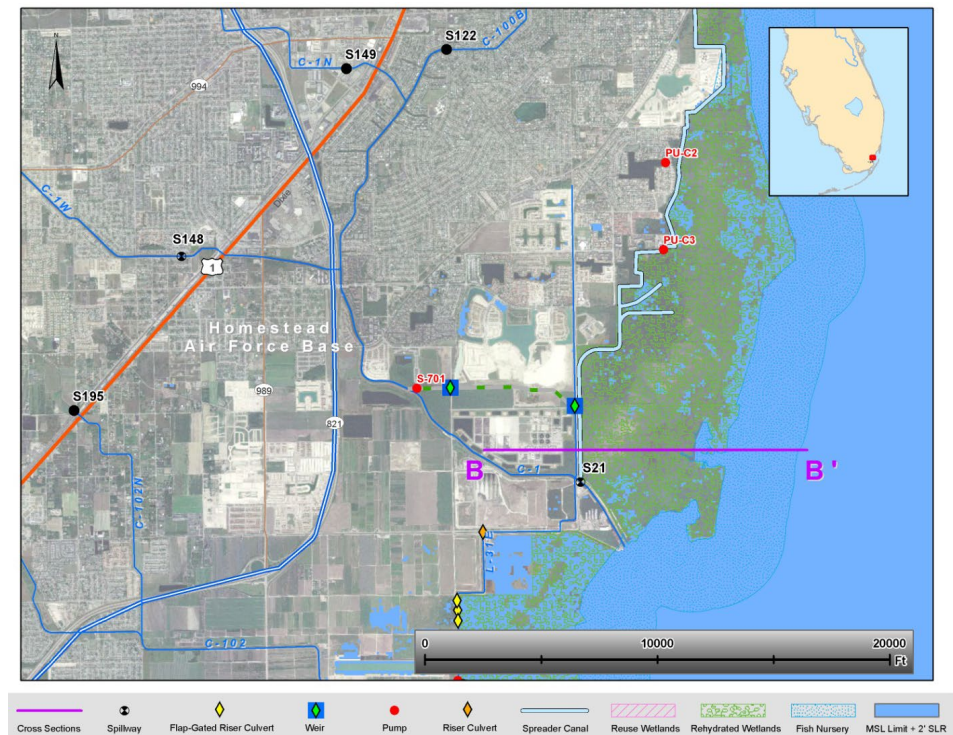 N
S122
C-100B
S149
C-1N
994
PU-C2
C-1W
Dixie
S148
PU-C3
1
Homestead
Air Force Base
S-701
989
S195
821
B
B'
C-1
S21
C-102N
L-31E
C-102
0
10000
20000
Ft
Cross Sections
Spillway
Flap-Gated Riser Culvert
Weir
Pump
Riser Culvert
Spreader Canal
Reuse Wetlands
Rehydrated Wetlands
Fish Nursery
MSL Limit + 2' SLR